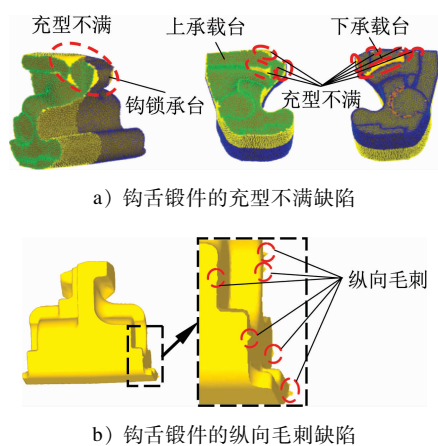 充型不满
上承载台
下承载台
钩锁承台
充型不满
a）钩舌锻件的充型不满缺陷
纵向毛刺
b）钩舌锻件的纵向毛刺缺陷